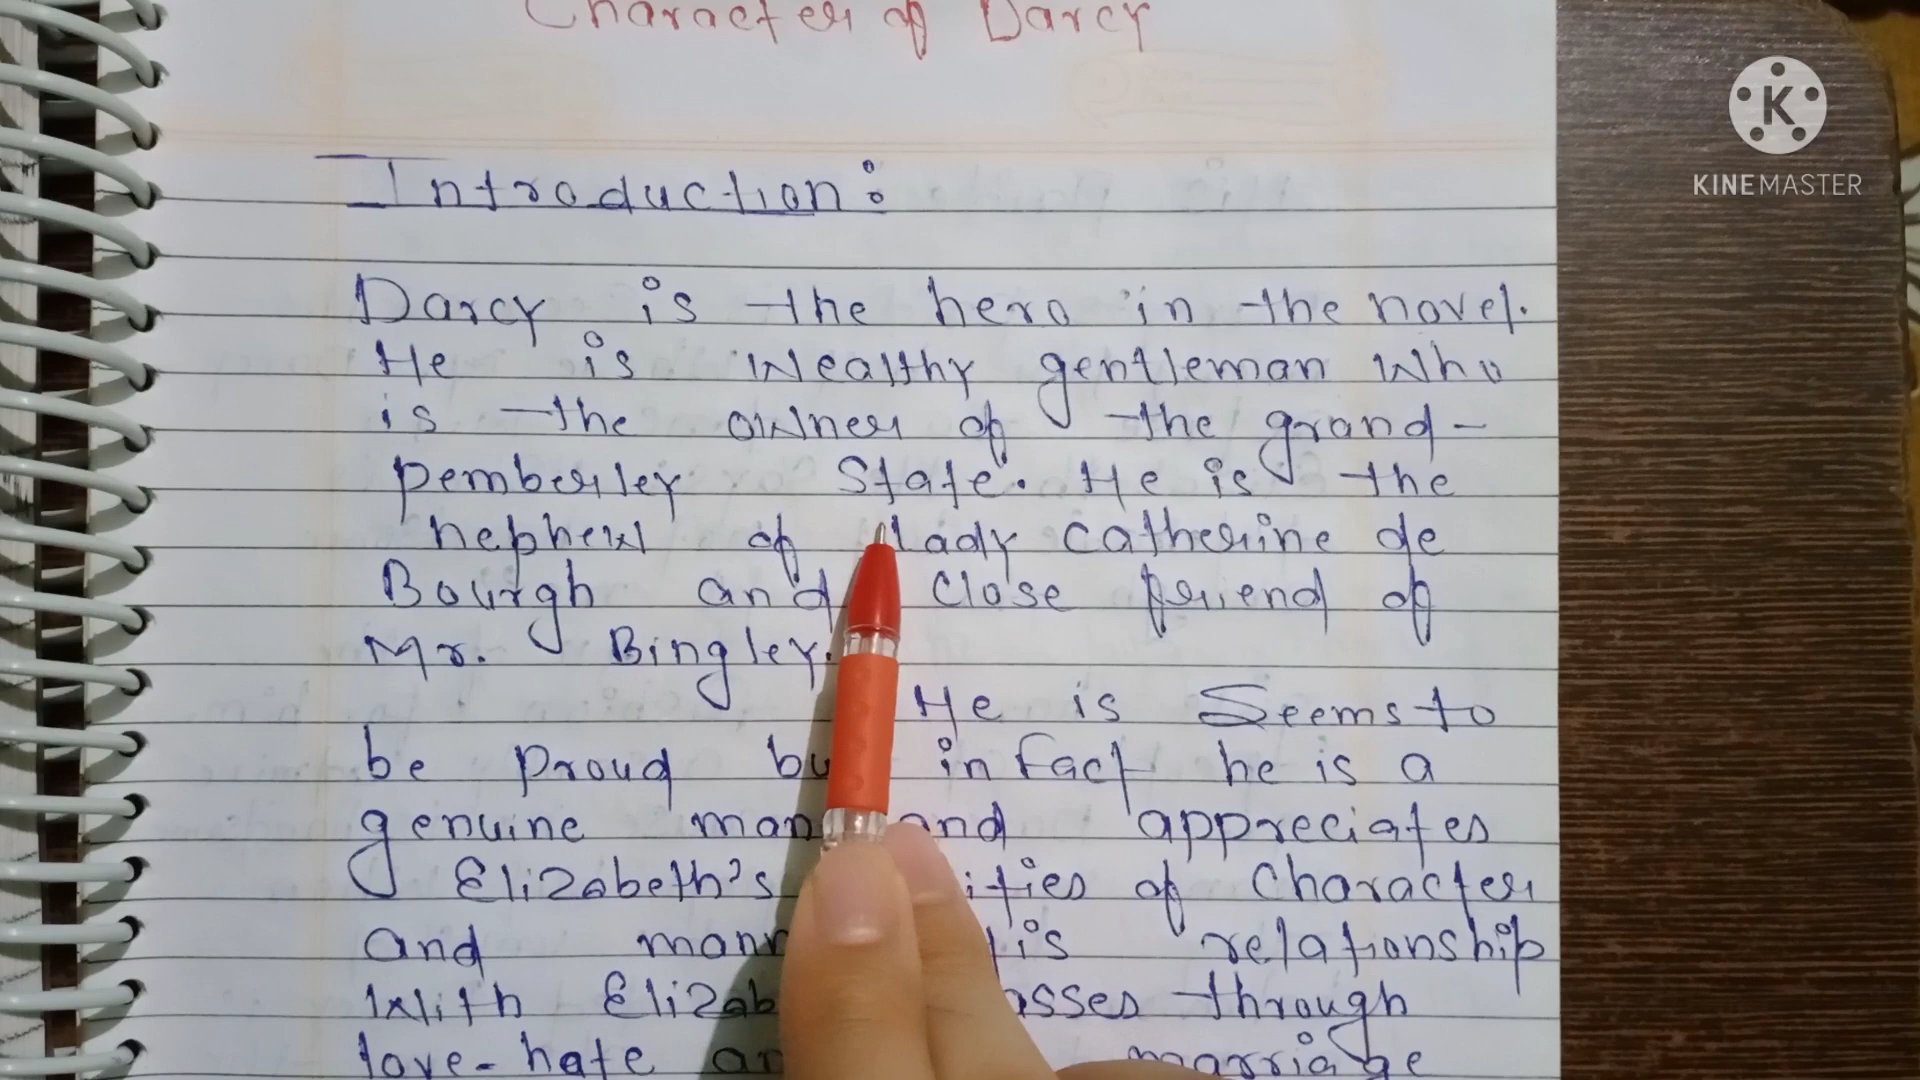 Character of Darcy
KINEMASTER
Introduction:
Darcy is the hero in the novel.
He is wealthy gentleman who
is the owner of the grand-
pemberley State. He is the
nephew of Lady Catherine de
Bourgh and close friend of
Mr. Bingley.
He is Seems to
be proud in fact he is a
genuine man and appreciates
Elizabeth's of Character
and relationship
with through
love-hate marriage